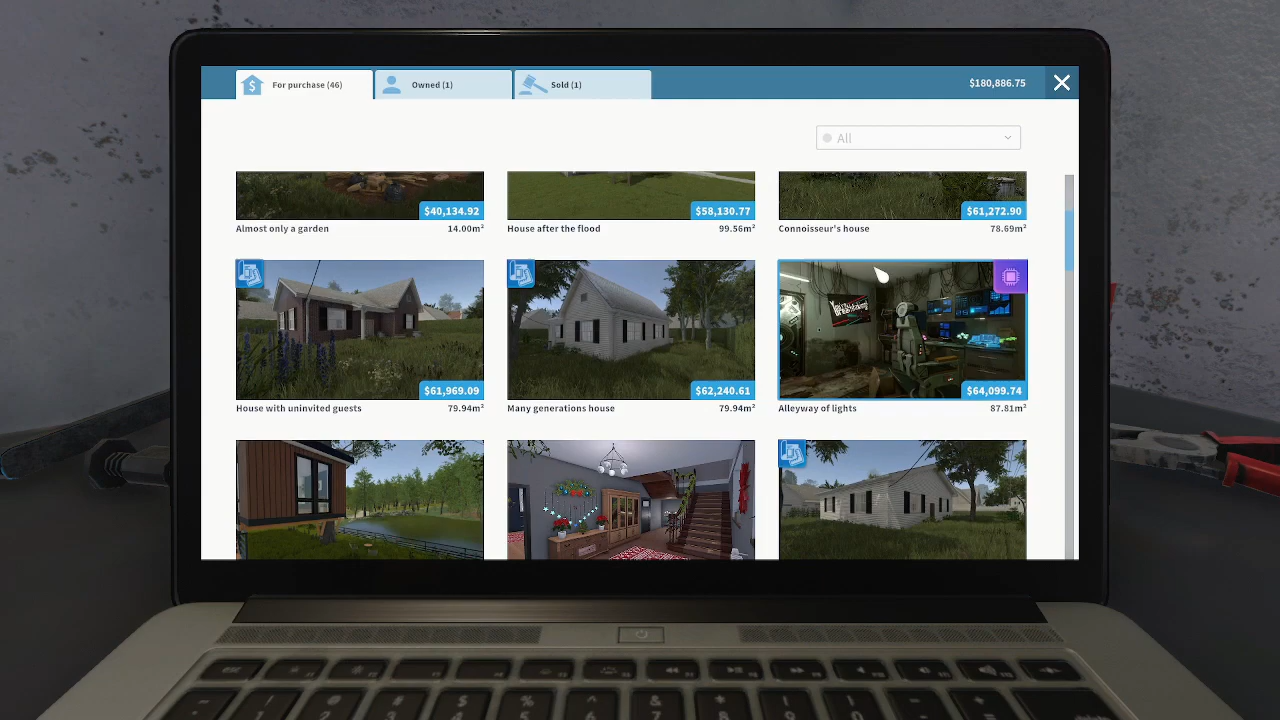 For purchase (46)
Owned (1)
Sold (1)
$180,886.75
All
$40,134.92
$58,130.77
$61,272.90
Almost only a garden
14.00m²
House after the flood
99.56m²
Connoisseur's house
78.69m²
$61,969.09
$62,240.61
$64,099.74
House with uninvited guests
79.94m²
Many generations house
79.94m²
Alleyway of lights
87.81m²
esc